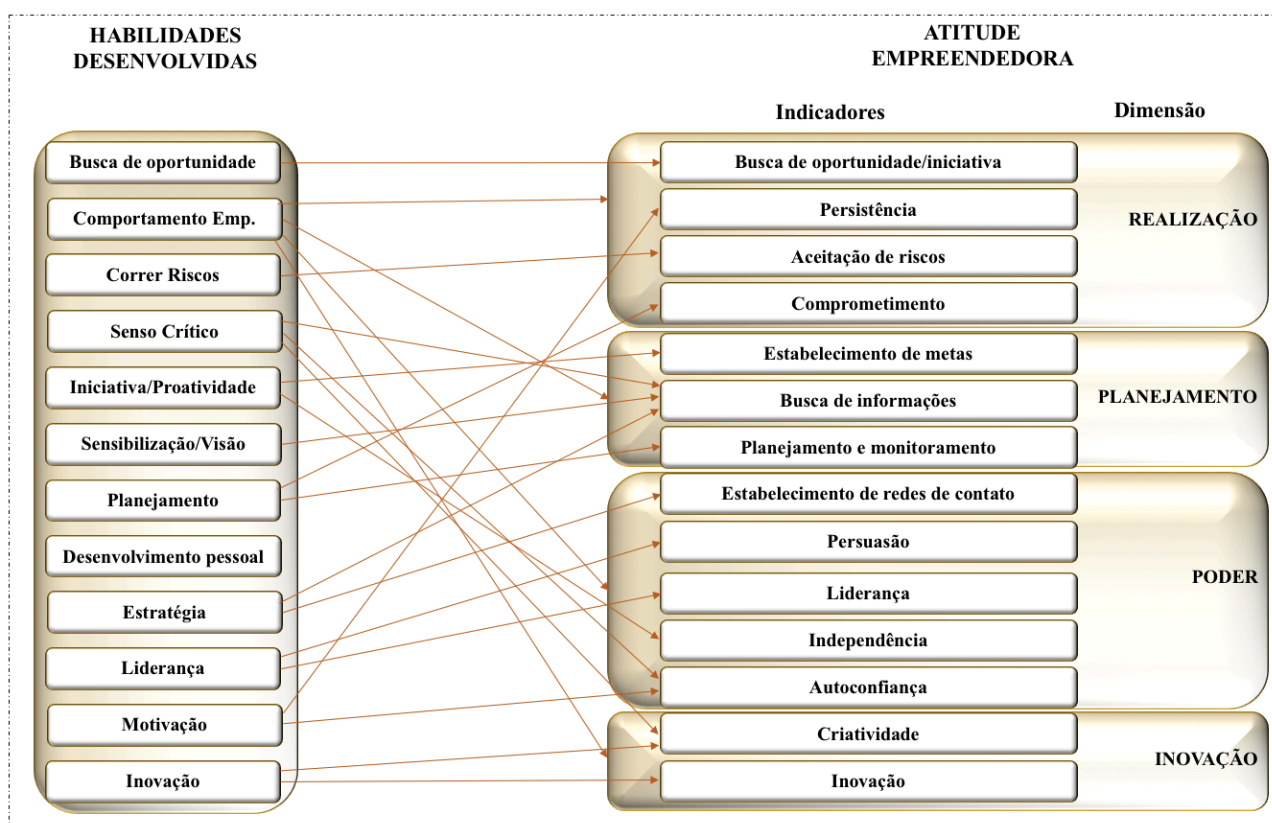 HABILIDADES
DESENVOLVIDAS
Busca de oportunidade
Comportamento Emp.
Correr Riscos
Senso Crítico
Iniciativa/Proatividade
Sensibilização/Visão
Planejamento
Desenvolvimento pessoal
Estratégia
Liderança
Motivação
Inovação
ATITUDE
EMPREENDEDORA
Indicadores
Dimensão
Busca de oportunidade/iniciativa
Persistência
Aceitação de riscos
Comprometimento
REALIZAÇÃO
Estabelecimento de metas
Busca de informações
Planejamento e monitoramento
PLANEJAMENTO
Estabelecimento de redes de contato
Persuasão
Liderança
Independência
Autoconfiança
PODER
Criatividade
Inovação
INOVAÇÃO